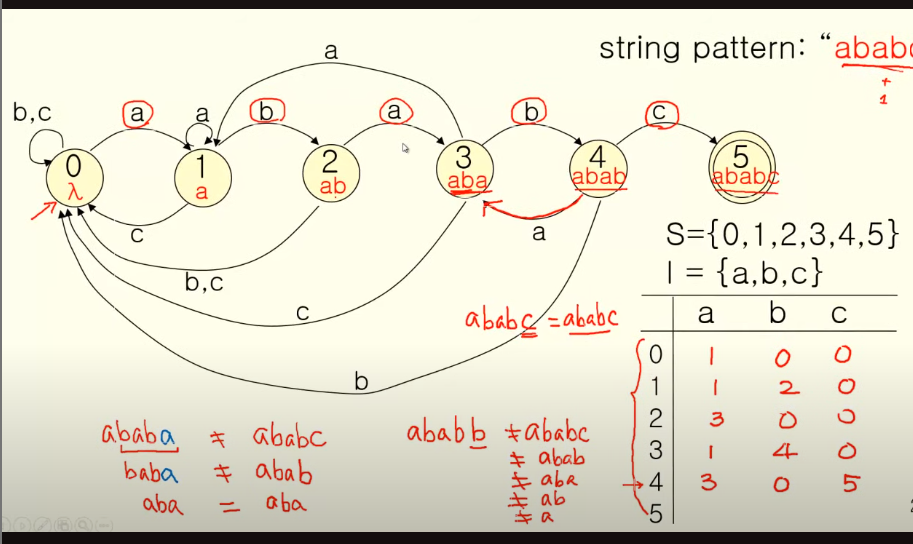 string pattern: "ababc
+
1
a
b,c
a
a
b
a
b
c
0
λ
1
a
2
ab
3
aba
4
abab
5
ababc
c
a
b,c
c
b
S={0,1,2,3,4,5}
I = {a,b,c}
a b c
0 1 0 0
1 1 2 0
2 3 0 0
3 1 4 0
→ 4 3 0 5
5
ababc = ababc
ababa ≠ ababc
baba ≠ abab
aba = aba
ababb ≠ ababc
≠ abab
≠ aba
≠ ab
≠ a